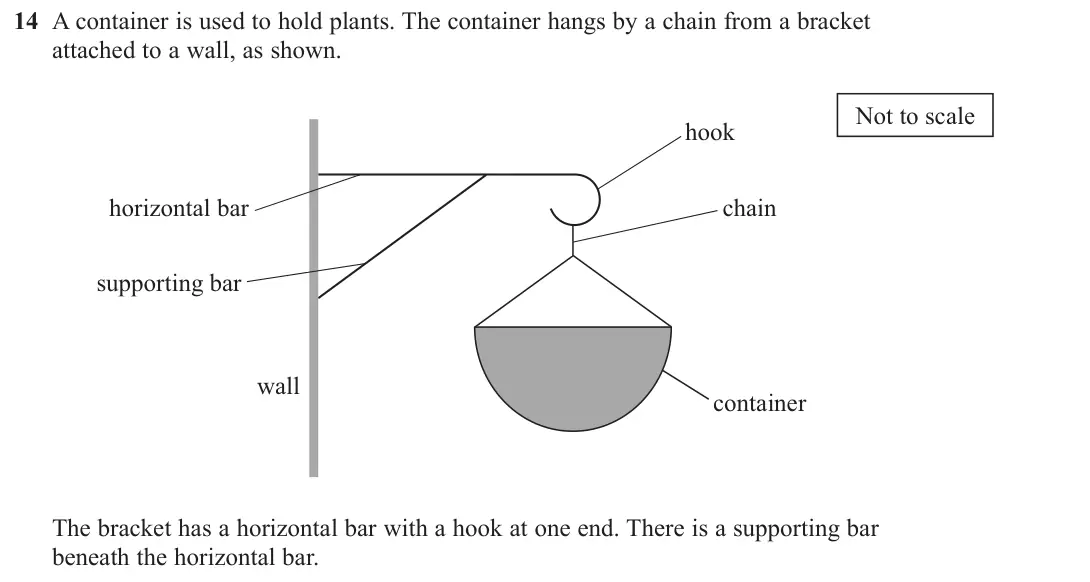 14 A container is used to hold plants. The container hangs by a chain from a bracket
attached to a wall, as shown.
Not to scale
hook
horizontal bar
chain
supporting bar
wall
container
The bracket has a horizontal bar with a hook at one end. There is a supporting bar
beneath the horizontal bar.